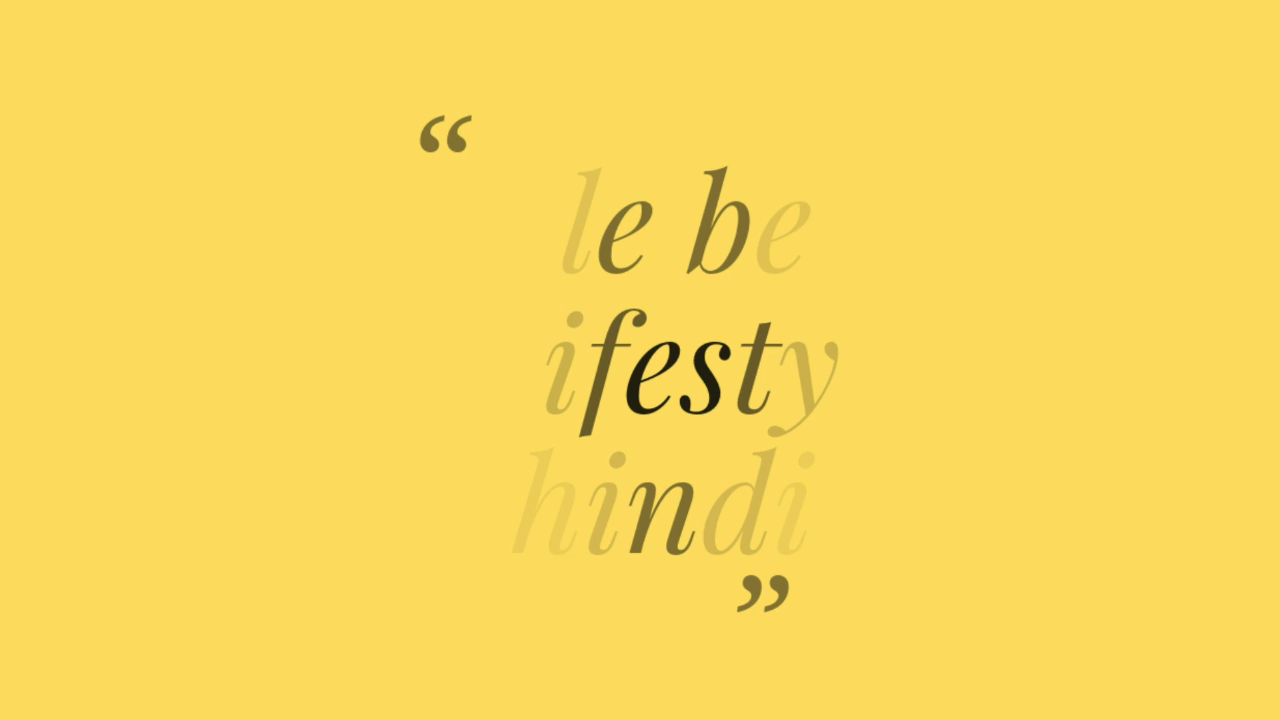 “
le be
ifesty
hindi
”